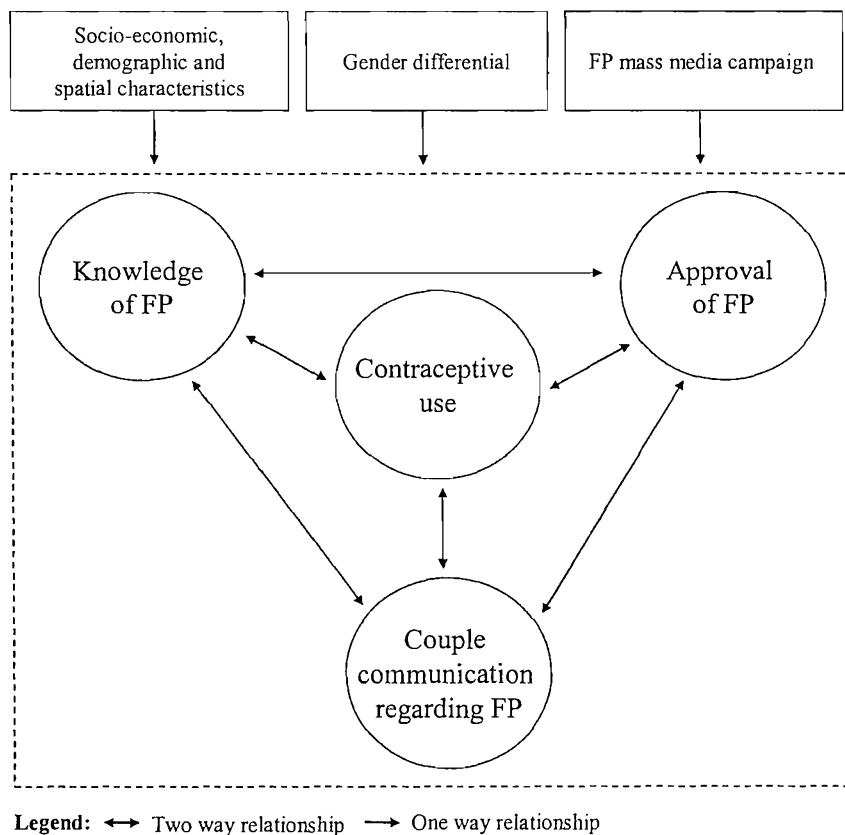 Socio-economic,
demographic and
spatial characteristics
Gender differential
FP mass media campaign
Knowledge
of FP
Approval
of FP
Contraceptive
use
Couple
communication
regarding FP
Legend: ↔ Two way relationship → One way relationship